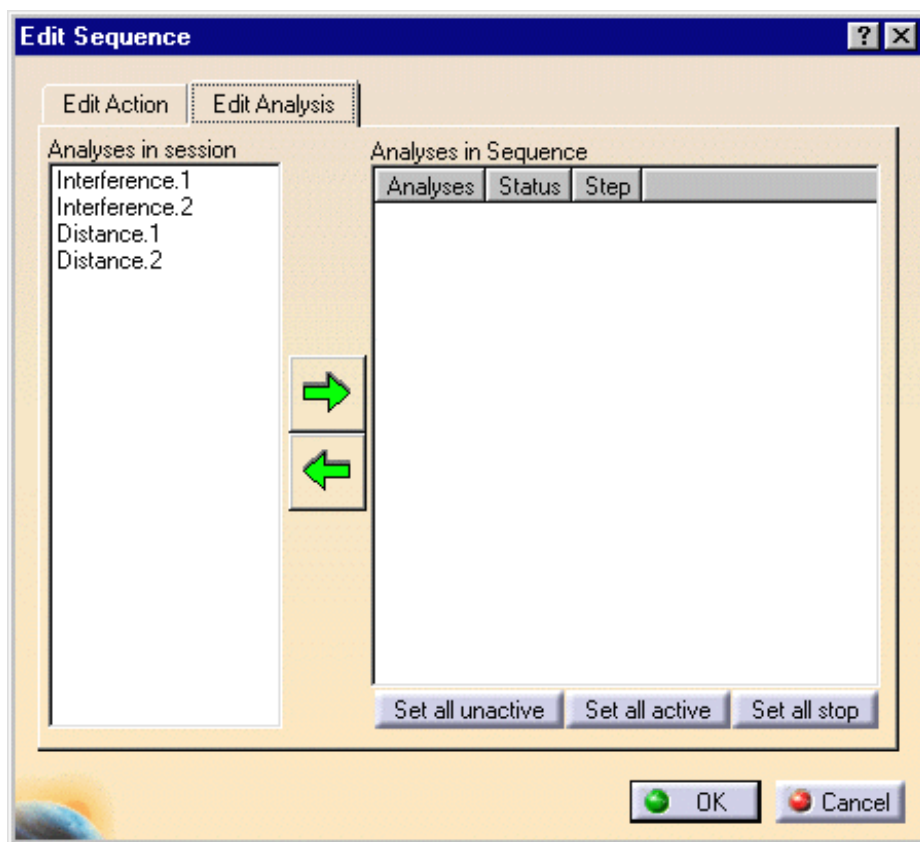 Edit Sequence
Edit Action
Edit Analysis
Analyses in session
Interference.1
Interference.2
Distance.1
Distance.2
Analyses in Sequence
Analyses Status Step
Set all unactive Set all active Set all stop
OK Cancel